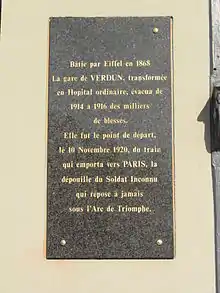 Bâtie par Eiffel en 1868
La gare de VERDUN, transformée
en Hopital ordinaire, évacua de
1914 à 1916 des milliers
de blessés.
Elle fut le point de départ,
le 10 Novembre 1920, du train
qui emporta vers PARIS, la
dépouille du Soldat Inconnu
qui repose à jamais
sous l'Arc de Triomphe.